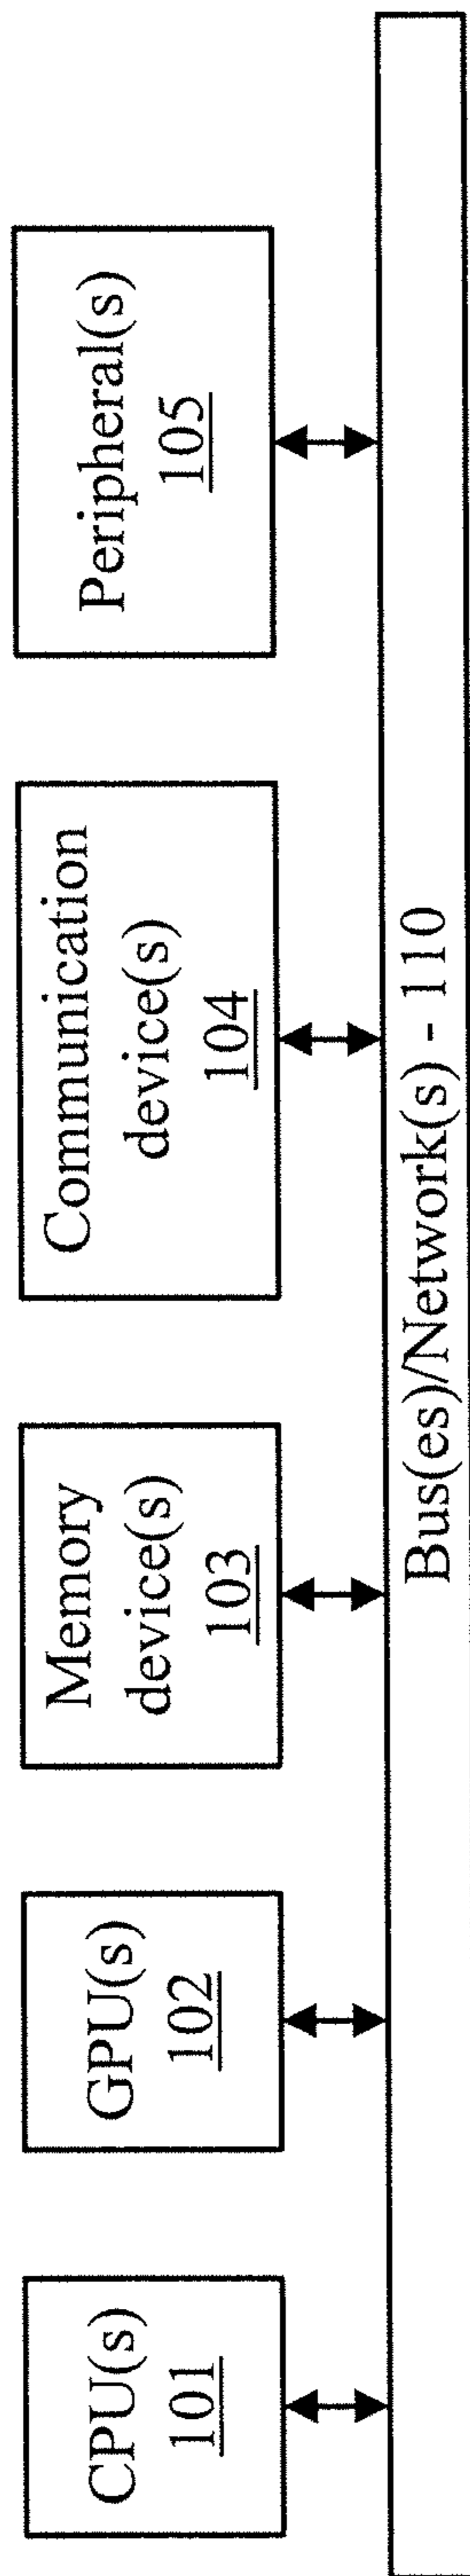 CPU(s)
101
GPU(s)
102
Memory
device(s)
103
Communication
device(s)
104
Peripheral(s)
105
Bus(es)/Network(s) - 110